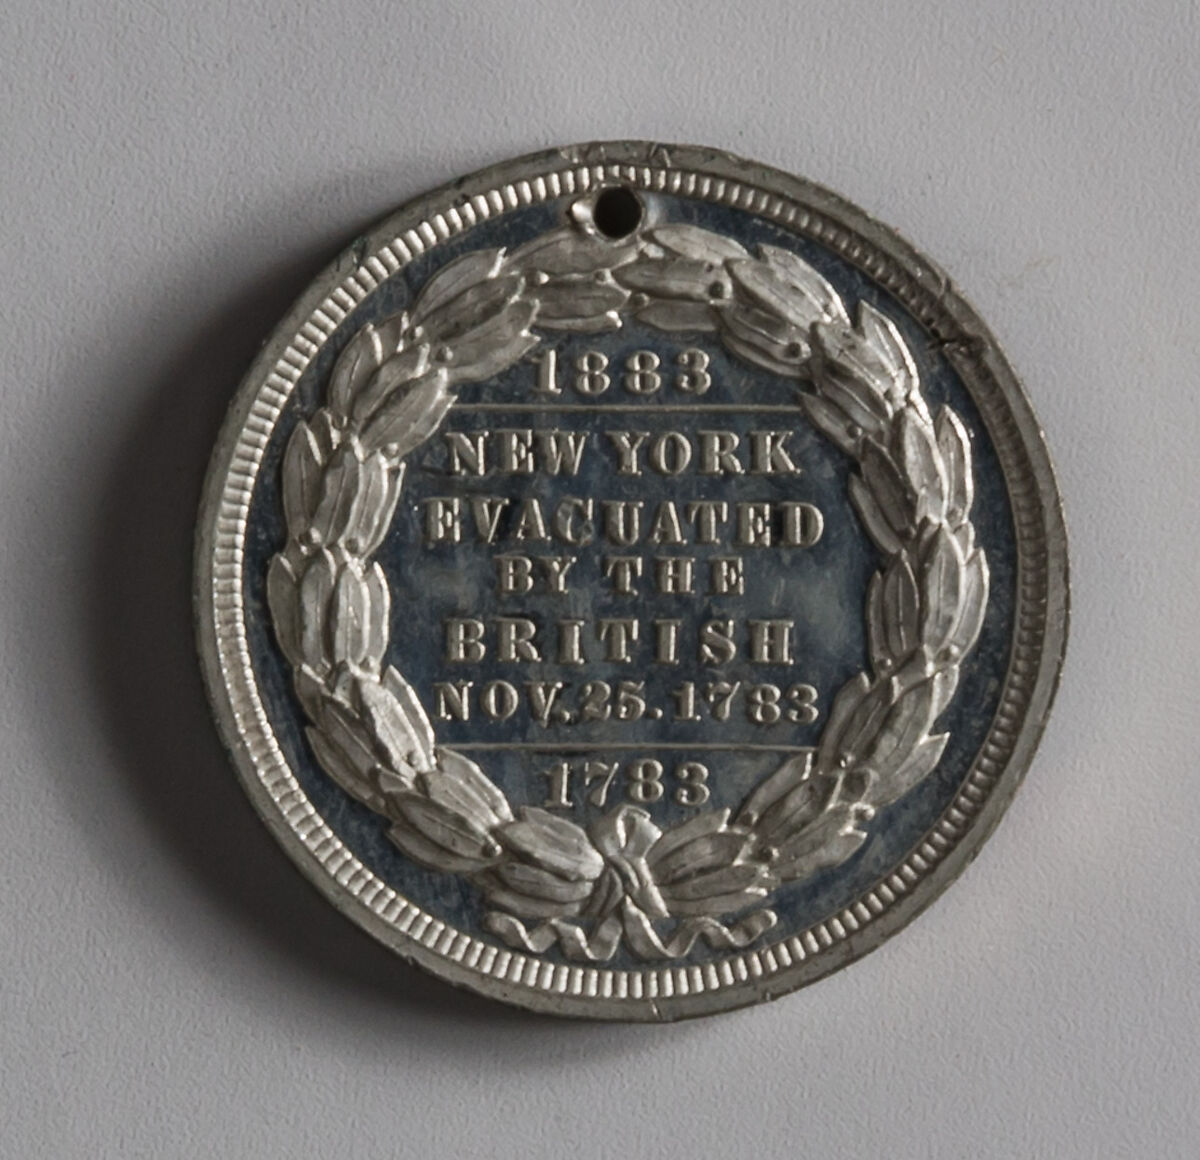 1883
NEW YORK
EVACUATED
BY THE
BRITISH
NOV. 25. 1783
1783